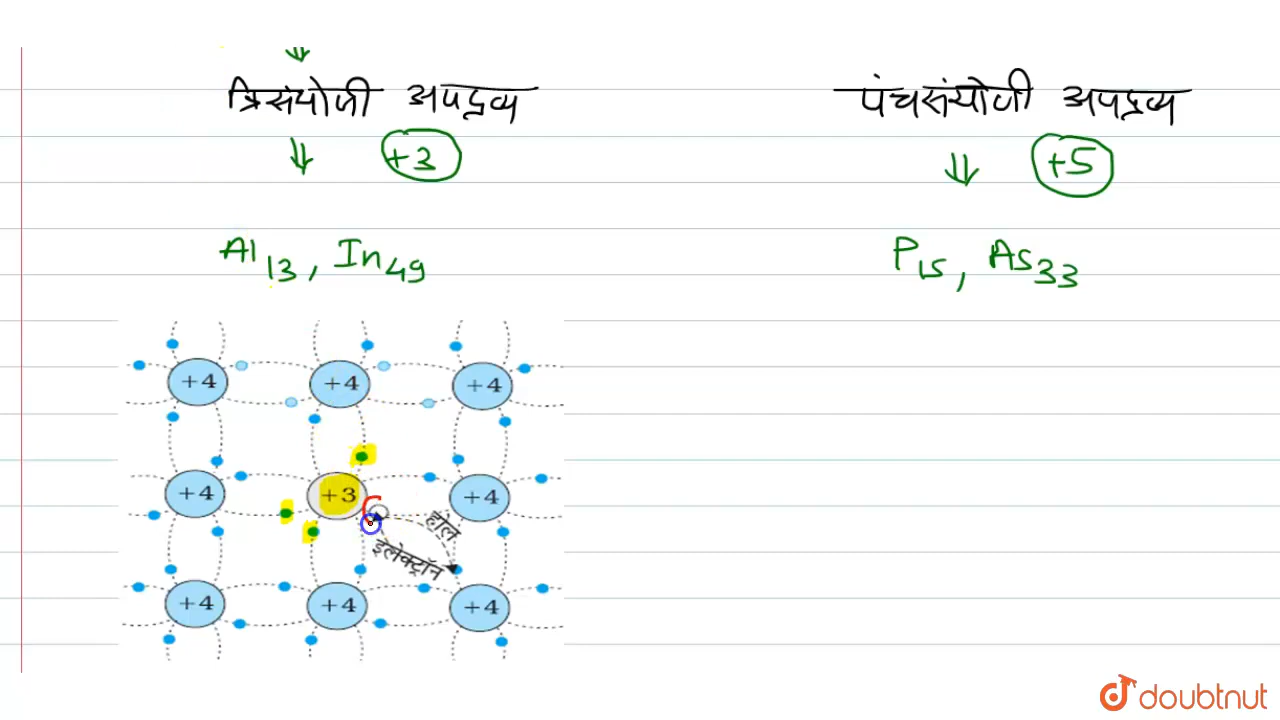 त्रिसंयोजी अपद्रव्य
+3
Al13, In49
पंचसंयोजी अपद्रव्य
+5
P15, As33
+4 +4 +4
+4 +3 +4
होल
इलेक्ट्रॉन
+4 +4 +4
doubtnut